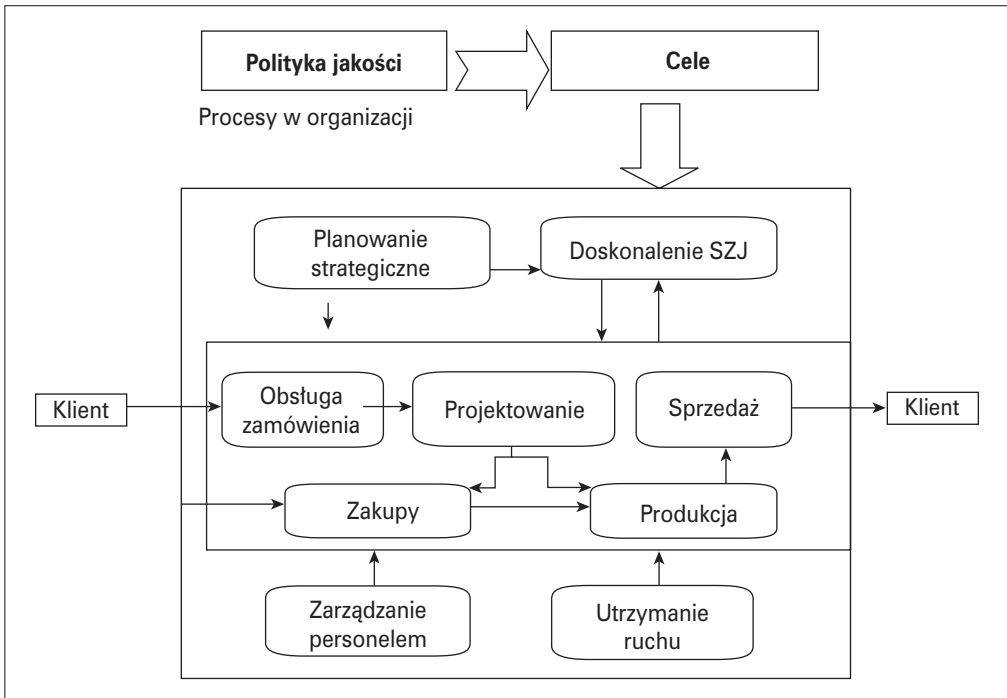 Polityka jakości
Cele
Procesy w organizacji
Planowanie
strategiczne
Doskonalenie SZJ
Klient
Obsługa
zamówienia
Projektowanie
Sprzedaż
Klient
Zakupy
Produkcja
Zarządzanie
personelem
Utrzymanie
ruchu